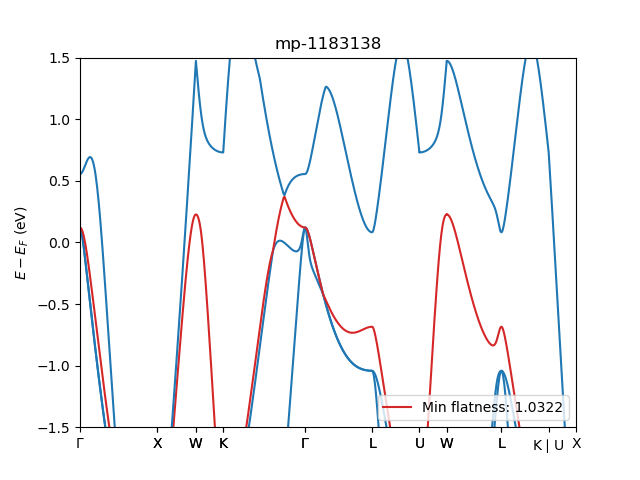 mp-1183138
E − E_F (eV)
1.5
1.0
0.5
0.0
−0.5
−1.0
−1.5
Min flatness: 1.0322
Γ X W K Γ L U W L K | U X